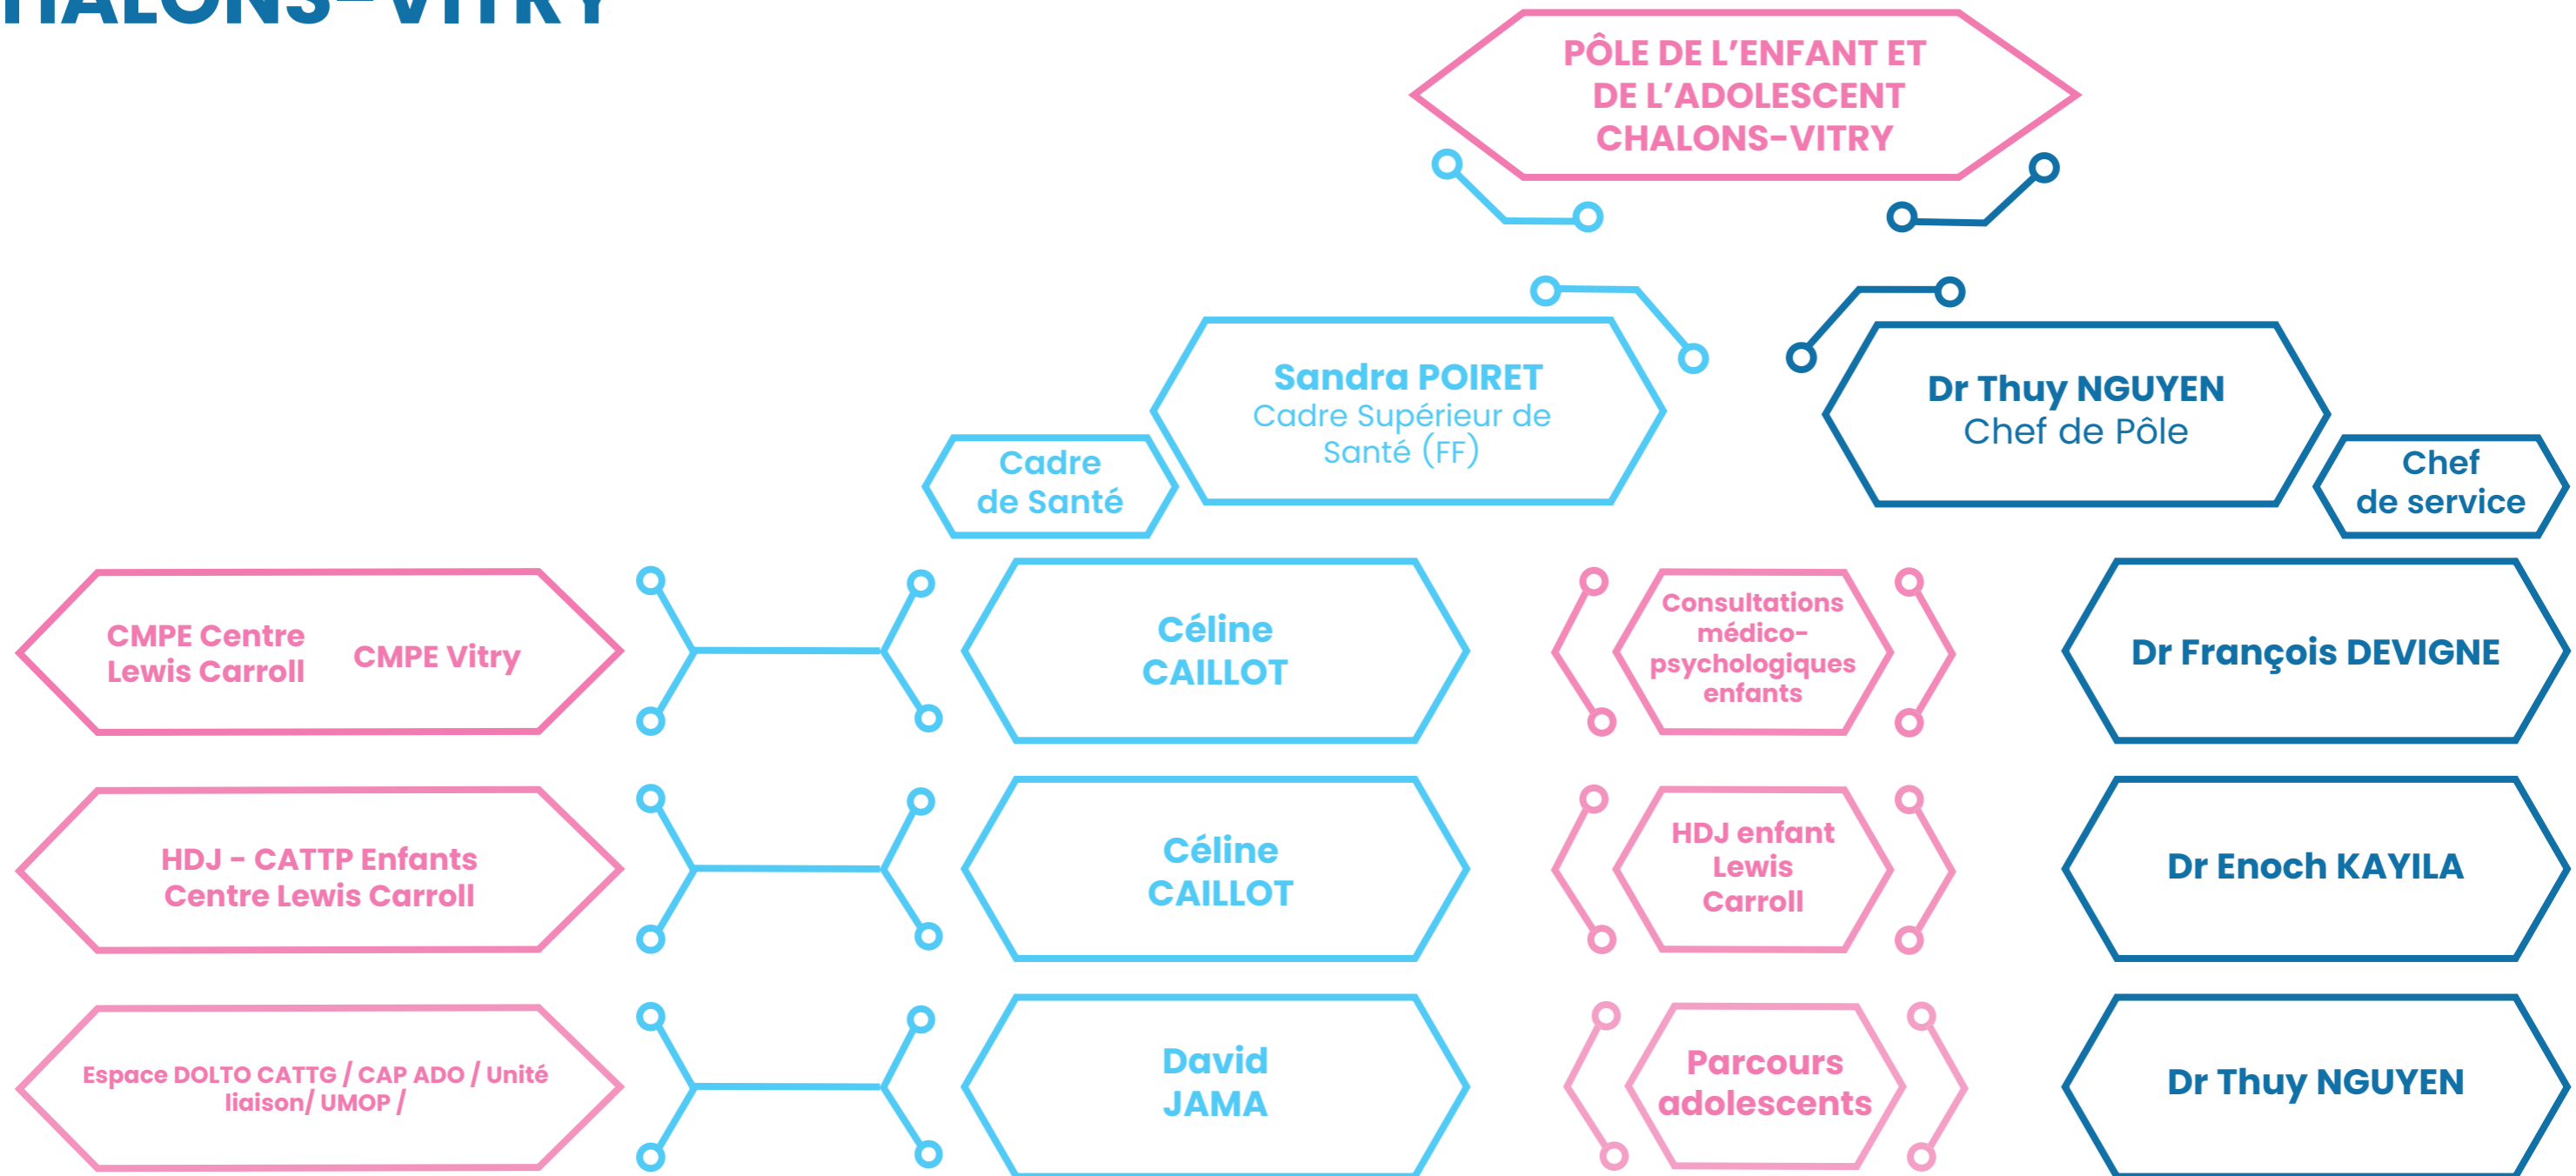 HALONS-VITRY
PÔLE DE L’ENFANT ET
DE L’ADOLESCENT
CHALONS-VITRY
Sandra POIRET
Cadre Supérieur de
Santé (FF)
Dr Thuy NGUYEN
Chef de Pôle
Cadre
de Santé
Chef
de service
CMPE Centre
Lewis Carroll
CMPE Vitry
Céline
CAILLOT
Consultations
médico-
psychologiques
enfants
Dr François DEVIGNE
HDJ - CATTP Enfants
Centre Lewis Carroll
Céline
CAILLOT
HDJ enfant
Lewis
Carroll
Dr Enoch KAYILA
Espace DOLTO CATTG / CAP ADO / Unité
liaison/ UMOP /
David
JAMA
Parcours
adolescents
Dr Thuy NGUYEN